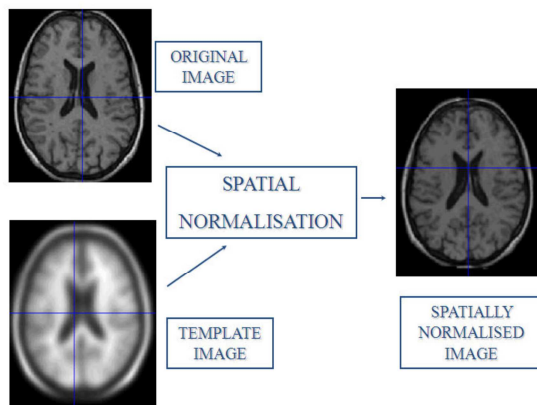 ORIGINAL
IMAGE
SPATIAL
NORMALISATION
TEMPLATE
IMAGE
SPATIALLY
NORMALISED
IMAGE